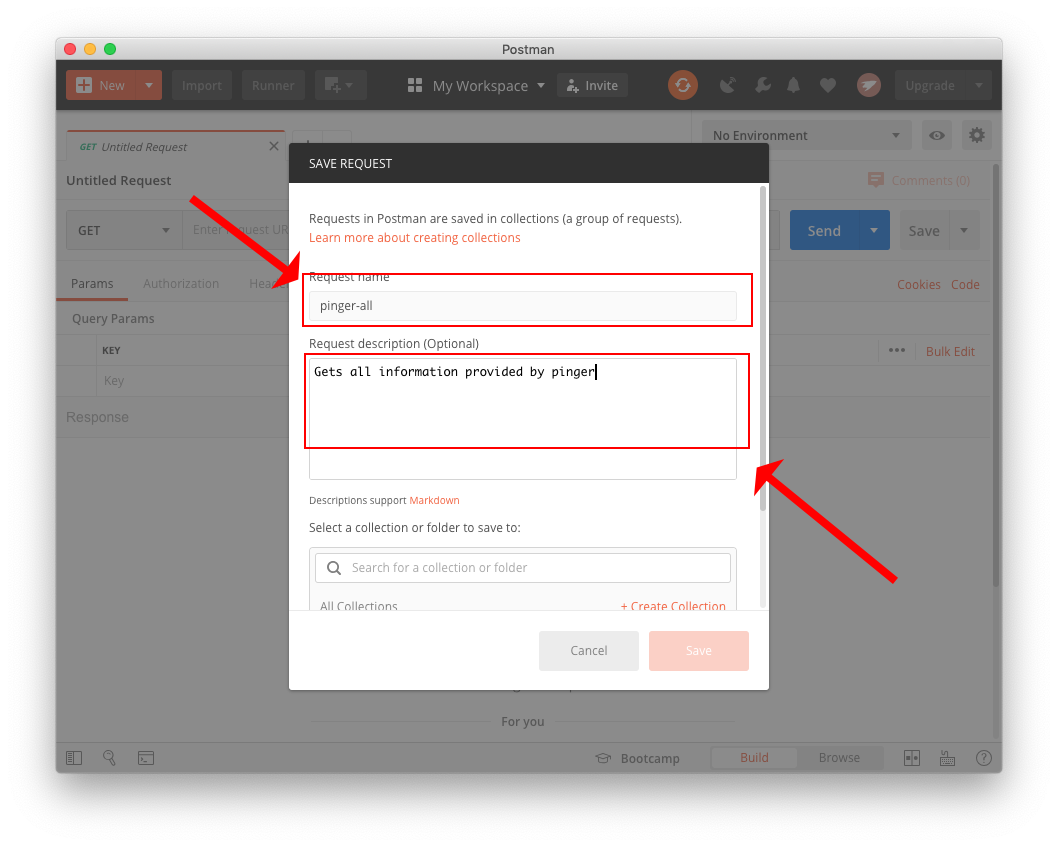 Postman
New Import Runner My Workspace Invite Upgrade
GET Untitled Request No Environment
SAVE REQUEST
Untitled Request Comments (0)
Requests in Postman are saved in collections (a group of requests).
Learn more about creating collections
GET Enter request UR Send Save
Request name
Params Authorization Cookies Code
pinger-all
Query Params
Request description (Optional)
KEY Bulk Edit
Gets all information provided by pinger
Key
Response
Descriptions support Markdown
Select a collection or folder to save to:
Search for a collection or folder
All Collections + Create Collection
Cancel Save
For you
Bootcamp Build Browse